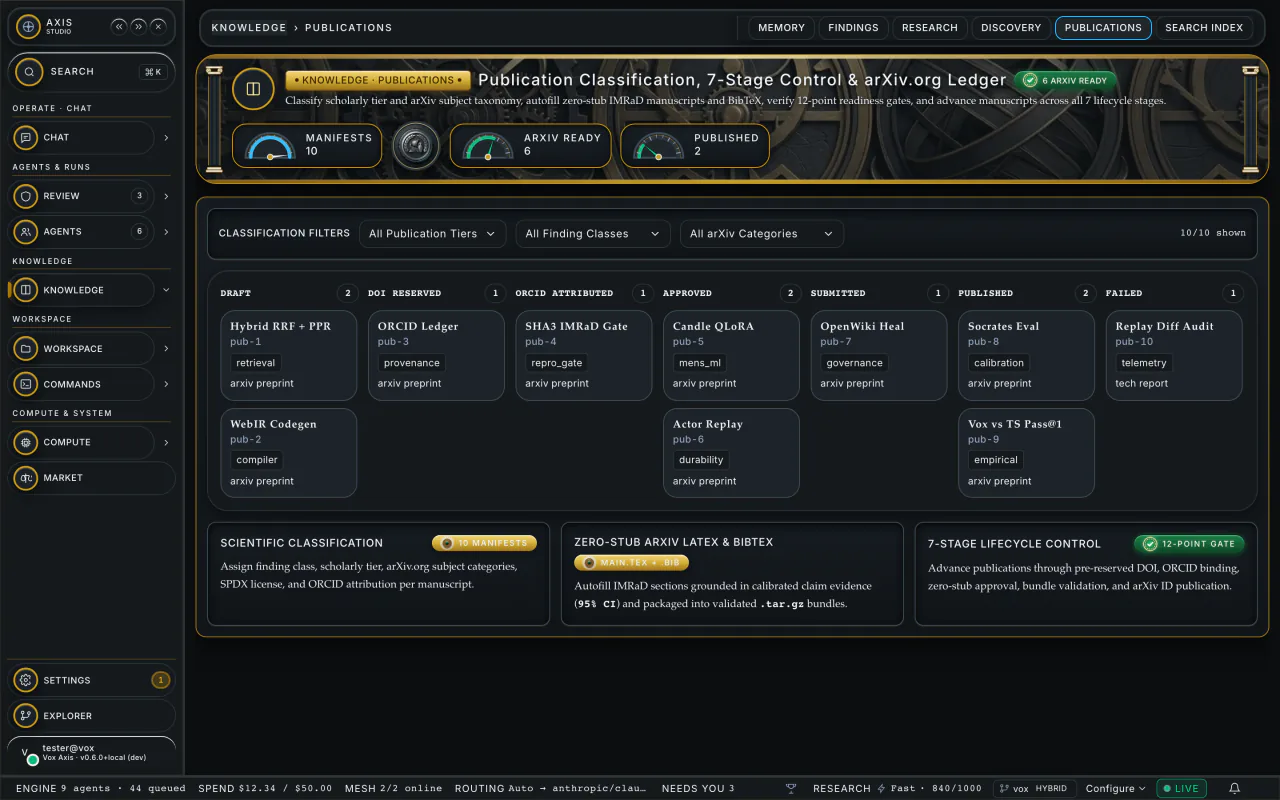 AXIS
STUDIO
SEARCH
⌘ K
OPERATE · CHAT
CHAT
AGENTS & RUNS
REVIEW 3
AGENTS 6
KNOWLEDGE
KNOWLEDGE
WORKSPACE
WORKSPACE
COMMANDS
COMPUTE & SYSTEM
COMPUTE
MARKET
SETTINGS 1
EXPLORER
V
tester@vox
Vox Axis · v0.6.0+local (dev)
KNOWLEDGE › PUBLICATIONS
MEMORY FINDINGS RESEARCH DISCOVERY PUBLICATIONS SEARCH INDEX
• KNOWLEDGE · PUBLICATIONS • Publication Classification, 7-Stage Control & arXiv.org Ledger 6 ARXIV READY
Classify scholarly tier and arXiv subject taxonomy, autofill zero-stub IMRaD manuscripts and BibTeX, verify 12-point readiness gates, and advance manuscripts across all 7 lifecycle stages.
MANIFESTS
10
ARXIV READY
6
PUBLISHED
2
CLASSIFICATION FILTERS All Publication Tiers All Finding Classes All arXiv Categories 10/10 shown
DRAFT 2
Hybrid RRF + PPR
pub-1
retrieval
arxiv preprint
WebIR Codegen
pub-2
compiler
arxiv preprint
DOI RESERVED 1
ORCID Ledger
pub-3
provenance
arxiv preprint
ORCID ATTRIBUTED 1
SHA3 IMRaD Gate
pub-4
repro_gate
arxiv preprint
APPROVED 2
Candle QLoRA
pub-5
mens_ml
arxiv preprint
Actor Replay
pub-6
durability
arxiv preprint
SUBMITTED 1
OpenWiki Heal
pub-7
governance
arxiv preprint
PUBLISHED 2
Socrates Eval
pub-8
calibration
arxiv preprint
Vox vs TS Pass@1
pub-9
empirical
arxiv preprint
FAILED 1
Replay Diff Audit
pub-10
telemetry
tech report
SCIENTIFIC CLASSIFICATION 10 MANIFESTS
Assign finding class, scholarly tier, arXiv.org subject categories,
SPDX license, and ORCID attribution per manuscript.
ZERO-STUB ARXIV LATEX & BIBTEX
MAIN.TEX + .BIB
Autofill IMRaD sections grounded in calibrated claim evidence
(95% CI) and packaged into validated .tar.gz bundles.
7-STAGE LIFECYCLE CONTROL 12-POINT GATE
Advance publications through pre-reserved DOI, ORCID binding,
zero-stub approval, bundle validation, and arXiv ID publication.
ENGINE 9 agents · 44 queued SPEND $12.34 / $50.00 MESH 2/2 online ROUTING Auto → anthropic/clau… NEEDS YOU 3 RESEARCH Fast · 840/1000 vox HYBRID Configure LIVE